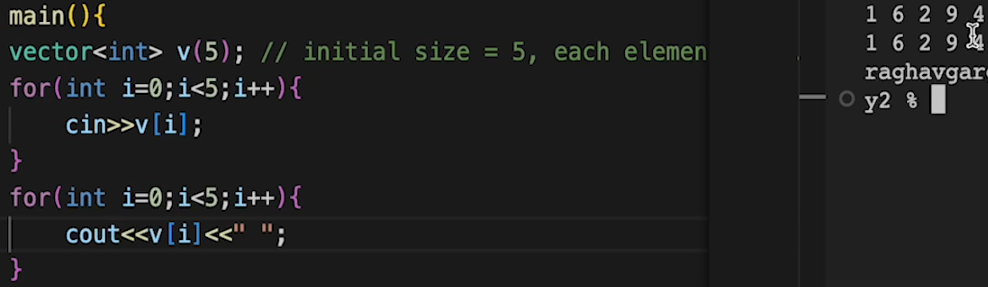 main(){
vector<int> v(5); // initial size = 5, each elemen
for(int i=0;i<5;i++){
cin>>v[i];
}
for(int i=0;i<5;i++){
cout<<v[i]<<" ";
}
1 6 2 9 4
1 6 2 9 4
raghavgar
y2 %